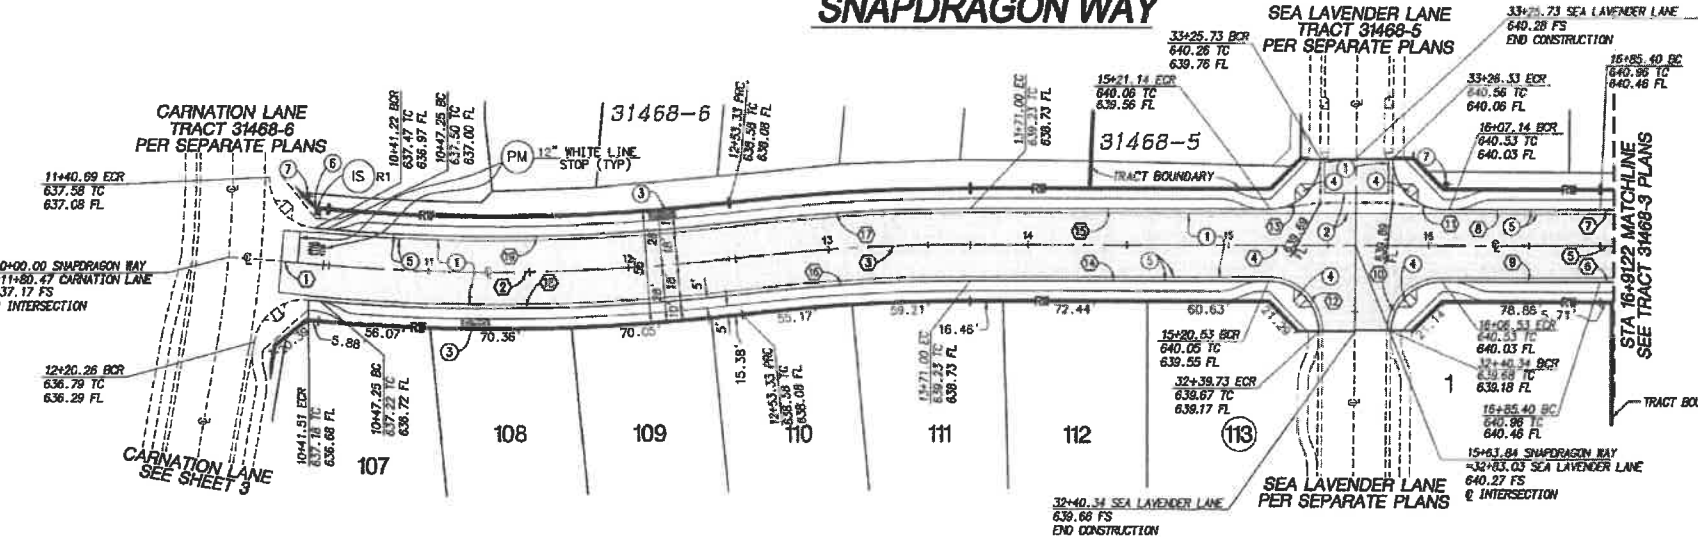 SNAPDRAGON WAY
CARNATION LANE
TRACT 31468-6
PER SEPARATE PLANS
11+40.69 ECR
637.58 TC
637.08 FL
10+41.22 BCR
637.47 TC
636.97 FL
10+47.25 BC
637.50 TC
637.00 FL
7
6
IS R1
PM 12" WHITE LINE
STOP (TYP)
31468-6
12+53.33 PRC
638.58 TC
638.08 FL
13+71.00 EC
639.23 TC
638.73 FL
31468-5
TRACT BOUNDARY
15+21.14 ECR
640.06 TC
639.56 FL
33+25.73 BCR
640.26 TC
639.76 FL
SEA LAVENDER LANE
TRACT 31468-5
PER SEPARATE PLANS
33+25.73 SEA LAVENDER LANE
640.28 FS
END CONSTRUCTION
33+26.33 ECR
640.56 TC
640.06 FL
16+07.14 BCR
640.53 TC
640.03 FL
16+85.40 BC
640.96 TC
640.46 FL
STA 16+9122 MATCHLINE
SEE TRACT 31468-3 PLANS
0+00.00 SNAPDRAGON WAY
11+80.47 CARNATION LANE
37.17 FS
INTERSECTION
12+20.26 BCR
636.79 TC
636.29 FL
CARNATION LANE
SEE SHEET 3
10+41.51 ECR
637.18 TC
636.68 FL
10+47.25 BC
637.22 TC
636.72 FL
5.88
56.07'
RW
70.36'
70.05'
5'
15.38'
55.17'
59.21'
16.46'
72.44'
60.63'
21.14'
78.86'
5.71'
12+53.33 PRC
638.58 TC
638.08 FL
13+71.00 EC
639.23 TC
638.73 FL
15+20.53 BCR
640.05 TC
639.55 FL
32+39.73 ECR
639.67 TC
639.17 FL
16+06.53 ECR
640.53 TC
640.03 FL
32+40.34 BCR
639.68 TC
639.18 FL
16+85.40 BC
640.96 TC
640.46 FL
TRACT BOU
107
108
109
110
111
112
113
1
15+63.84 SNAPDRAGON WAY
=32+83.03 SEA LAVENDER LANE
640.27 FS
℄ INTERSECTION
SEA LAVENDER LANE
PER SEPARATE PLANS
32+40.34 SEA LAVENDER LANE
639.66 FS
END CONSTRUCTION